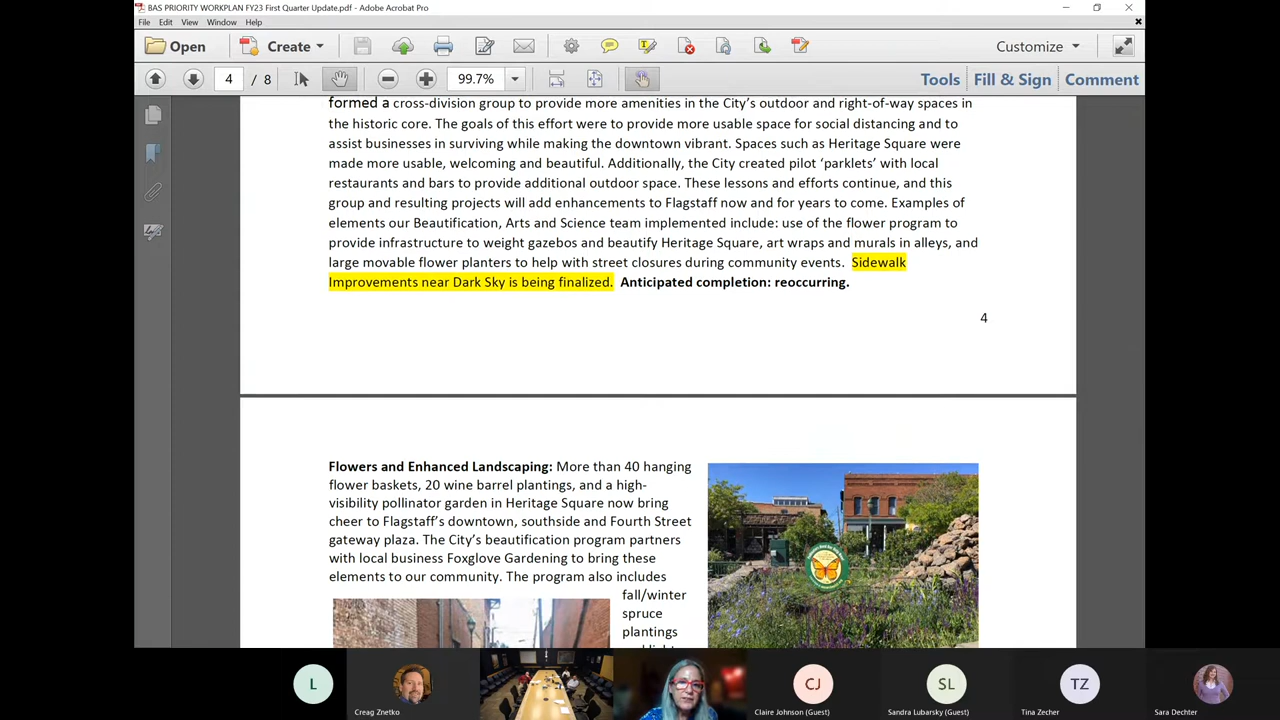 BAS PRIORITY WORKPLAN FY23 First Quarter Update.pdf - Adobe Acrobat Pro
File Edit View Window Help
Open Create Customize
4 / 8 99.7% Tools Fill & Sign Comment
formed a cross-division group to provide more amenities in the City's outdoor and right-of-way spaces in
the historic core. The goals of this effort were to provide more usable space for social distancing and to
assist businesses in surviving while making the downtown vibrant. Spaces such as Heritage Square were
made more usable, welcoming and beautiful. Additionally, the City created pilot 'parklets' with local
restaurants and bars to provide additional outdoor space. These lessons and efforts continue, and this
group and resulting projects will add enhancements to Flagstaff now and for years to come. Examples of
elements our Beautification, Arts and Science team implemented include: use of the flower program to
provide infrastructure to weight gazebos and beautify Heritage Square, art wraps and murals in alleys, and
large movable flower planters to help with street closures during community events. Sidewalk
Improvements near Dark Sky is being finalized. Anticipated completion: reoccurring.
4
Flowers and Enhanced Landscaping: More than 40 hanging
flower baskets, 20 wine barrel plantings, and a high-
visibility pollinator garden in Heritage Square now bring
cheer to Flagstaff's downtown, southside and Fourth Street
gateway plaza. The City's beautification program partners
with local business Foxglove Gardening to bring these
elements to our community. The program also includes
fall/winter
spruce
plantings
L CJ SL TZ
Creag Znetko Claire Johnson (Guest) Sandra Lubarsky (Guest) Tina Zecher Sara Dechter